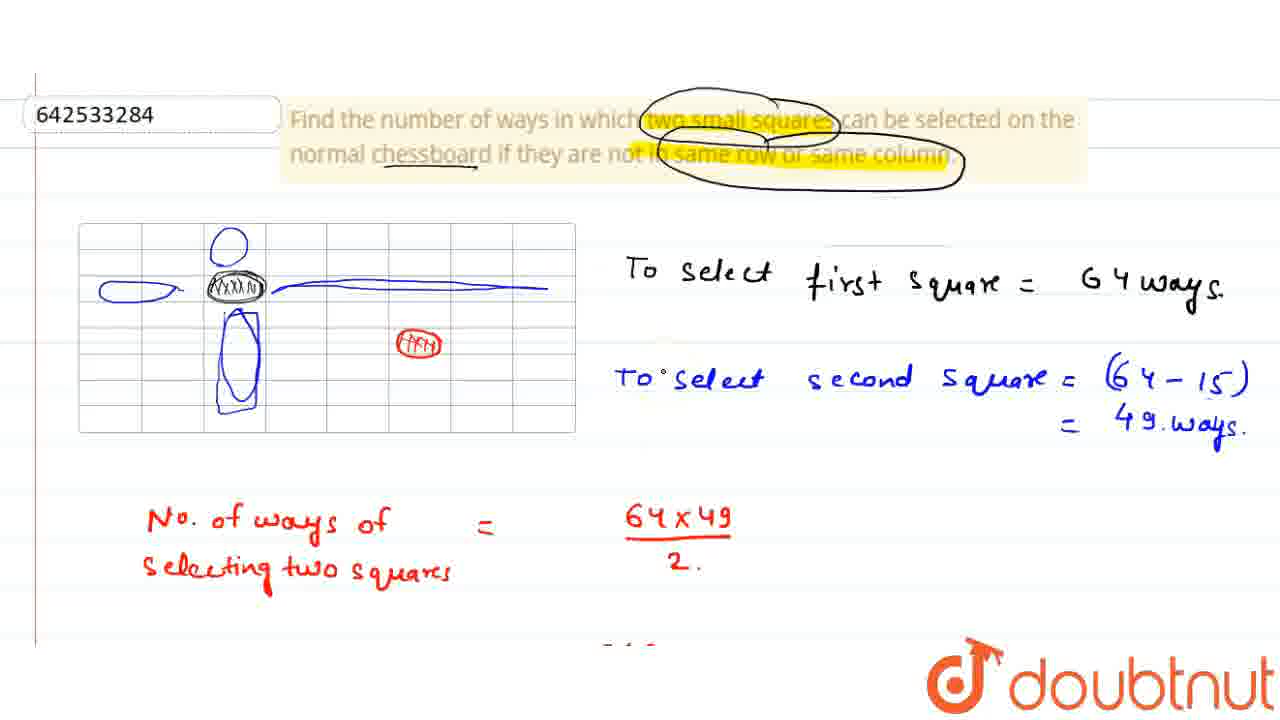 642533284
Find the number of ways in which two small squares can be selected on the
normal chessboard if they are not in same row or same column.
To select first square = 64 ways.
To select second square = (64 - 15)
= 49. ways.
No. of ways of = 64 x 49
selecting two squares 2.
doubtnut